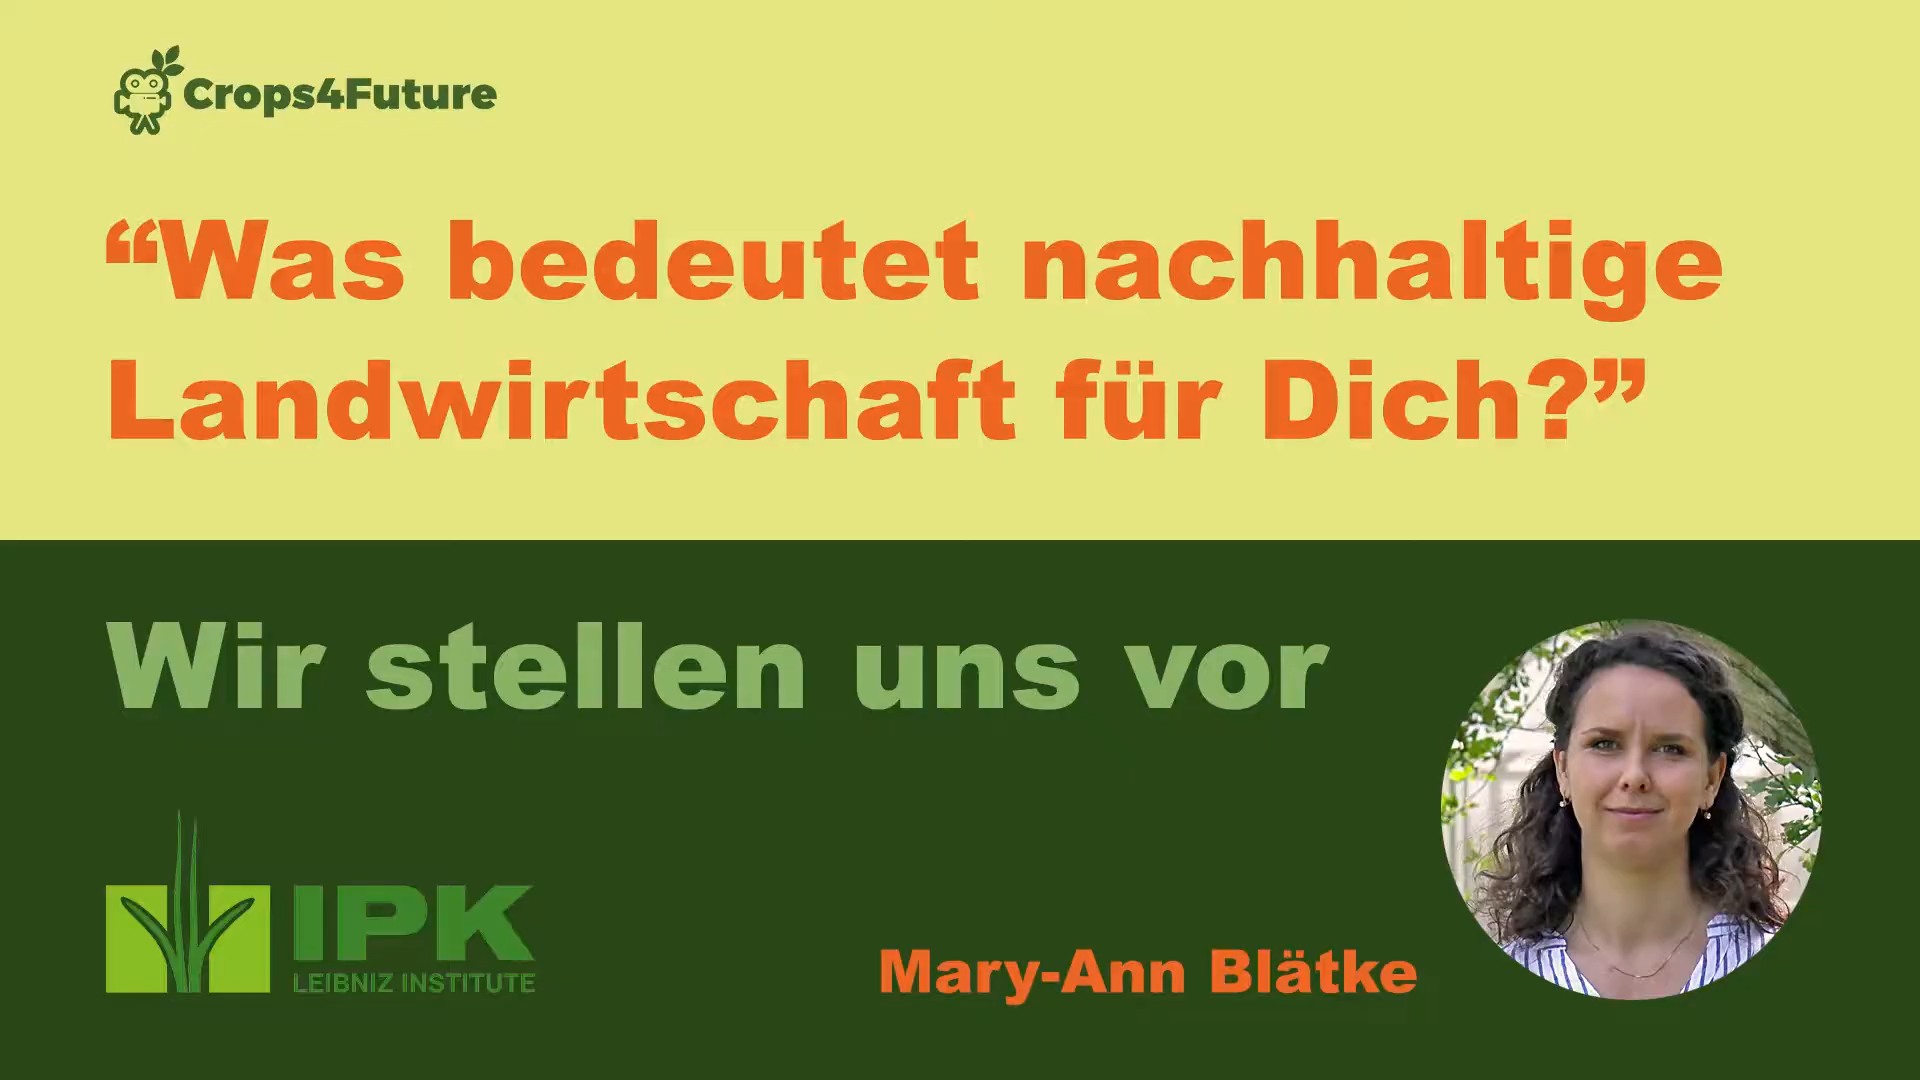 Crops4Future
“Was bedeutet nachhaltige
Landwirtschaft für Dich?”
Wir stellen uns vor
IPK
LEIBNIZ INSTITUTE
Mary-Ann Blätke